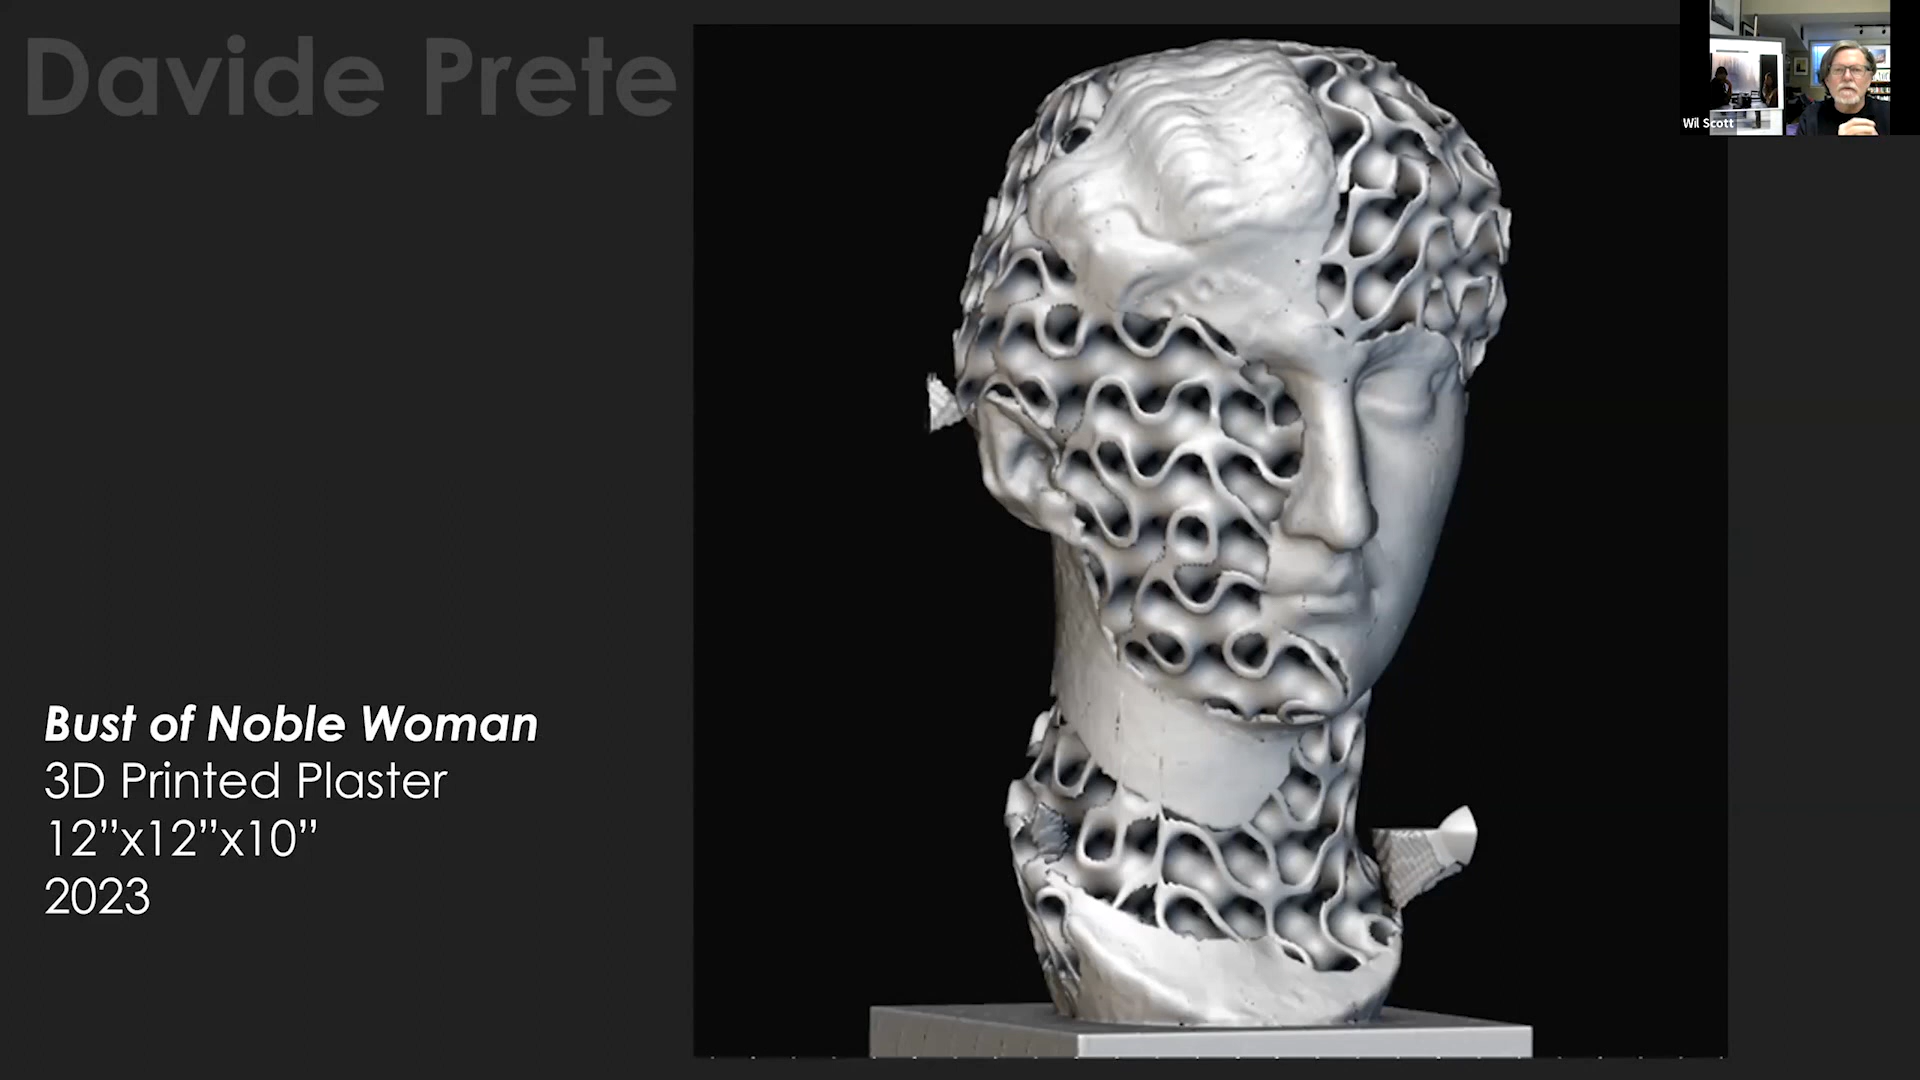 Davide Prete
Wil Scott
Bust of Noble Woman
3D Printed Plaster
12”x12”x10”
2023